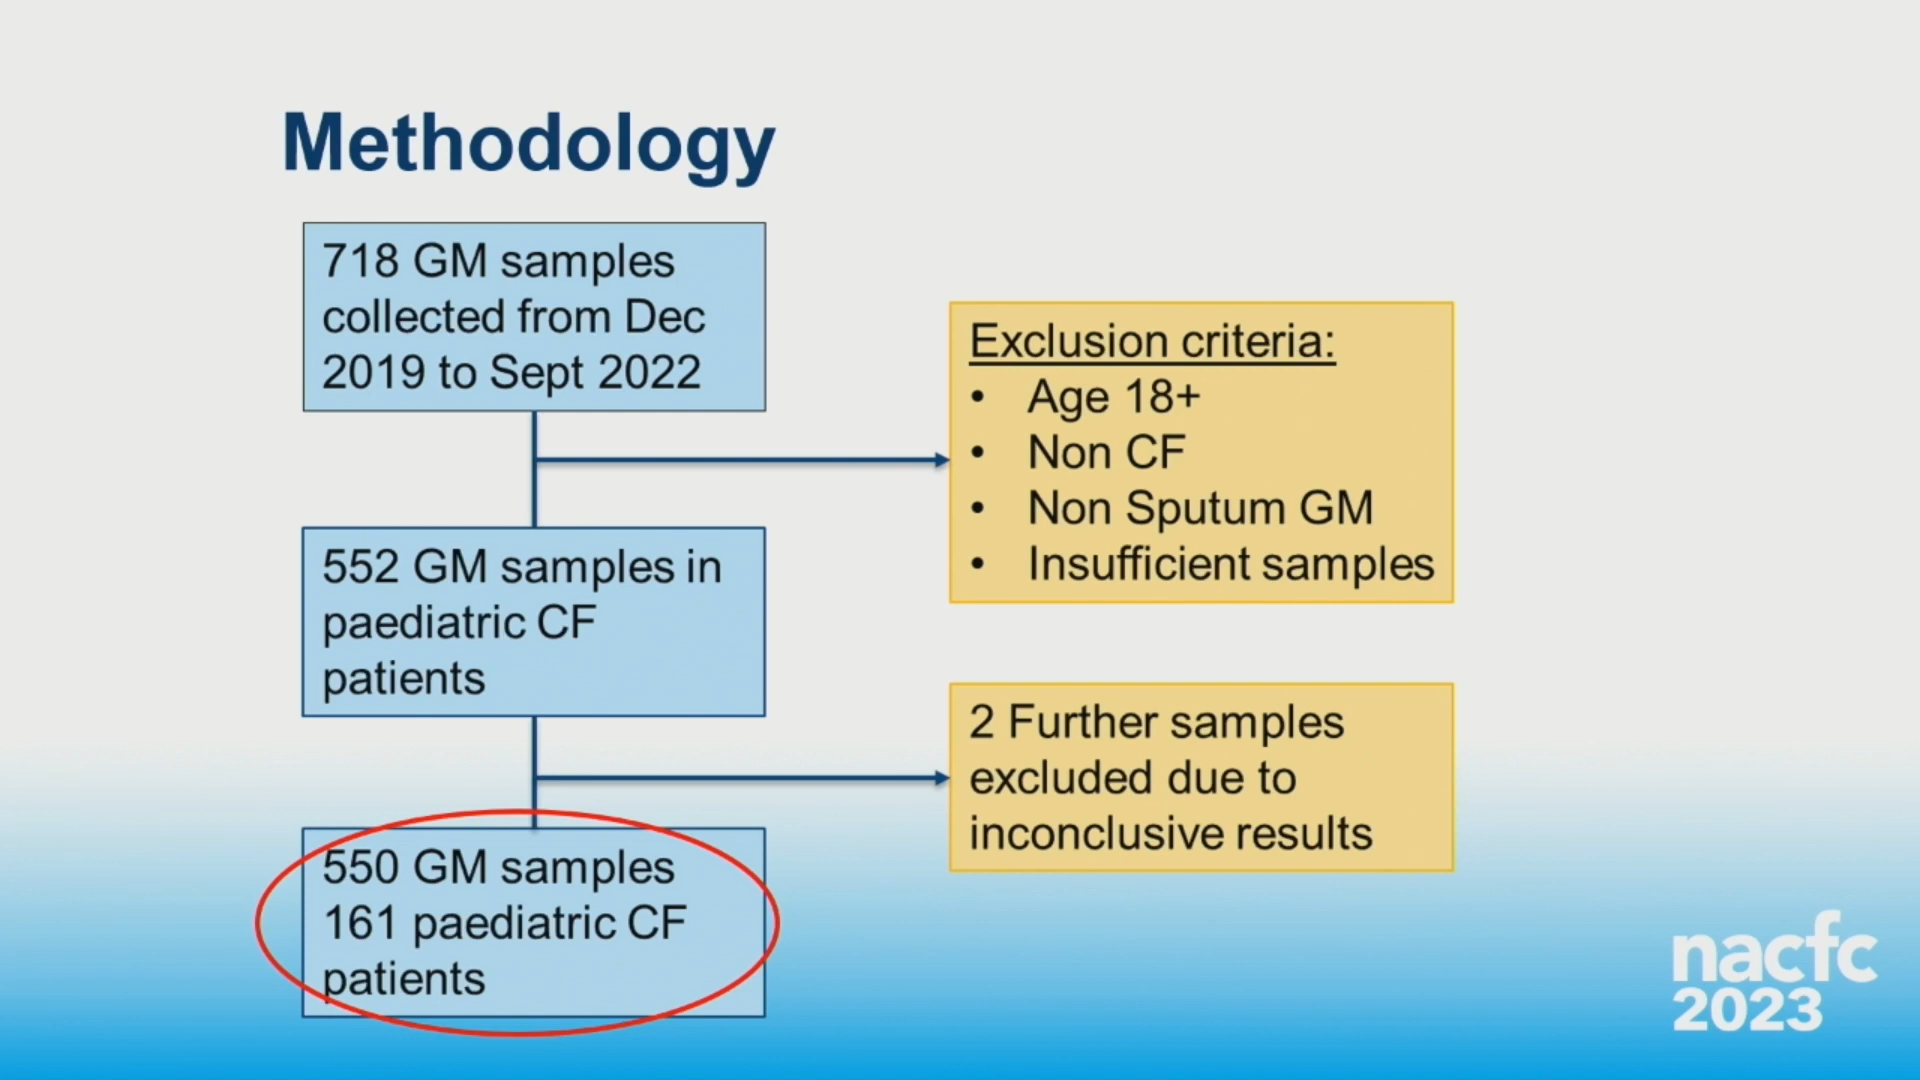 Methodology
718 GM samples
collected from Dec
2019 to Sept 2022
Exclusion criteria:
• Age 18+
• Non CF
• Non Sputum GM
• Insufficient samples
552 GM samples in
paediatric CF
patients
2 Further samples
excluded due to
inconclusive results
550 GM samples
161 paediatric CF
patients
nacfc
2023